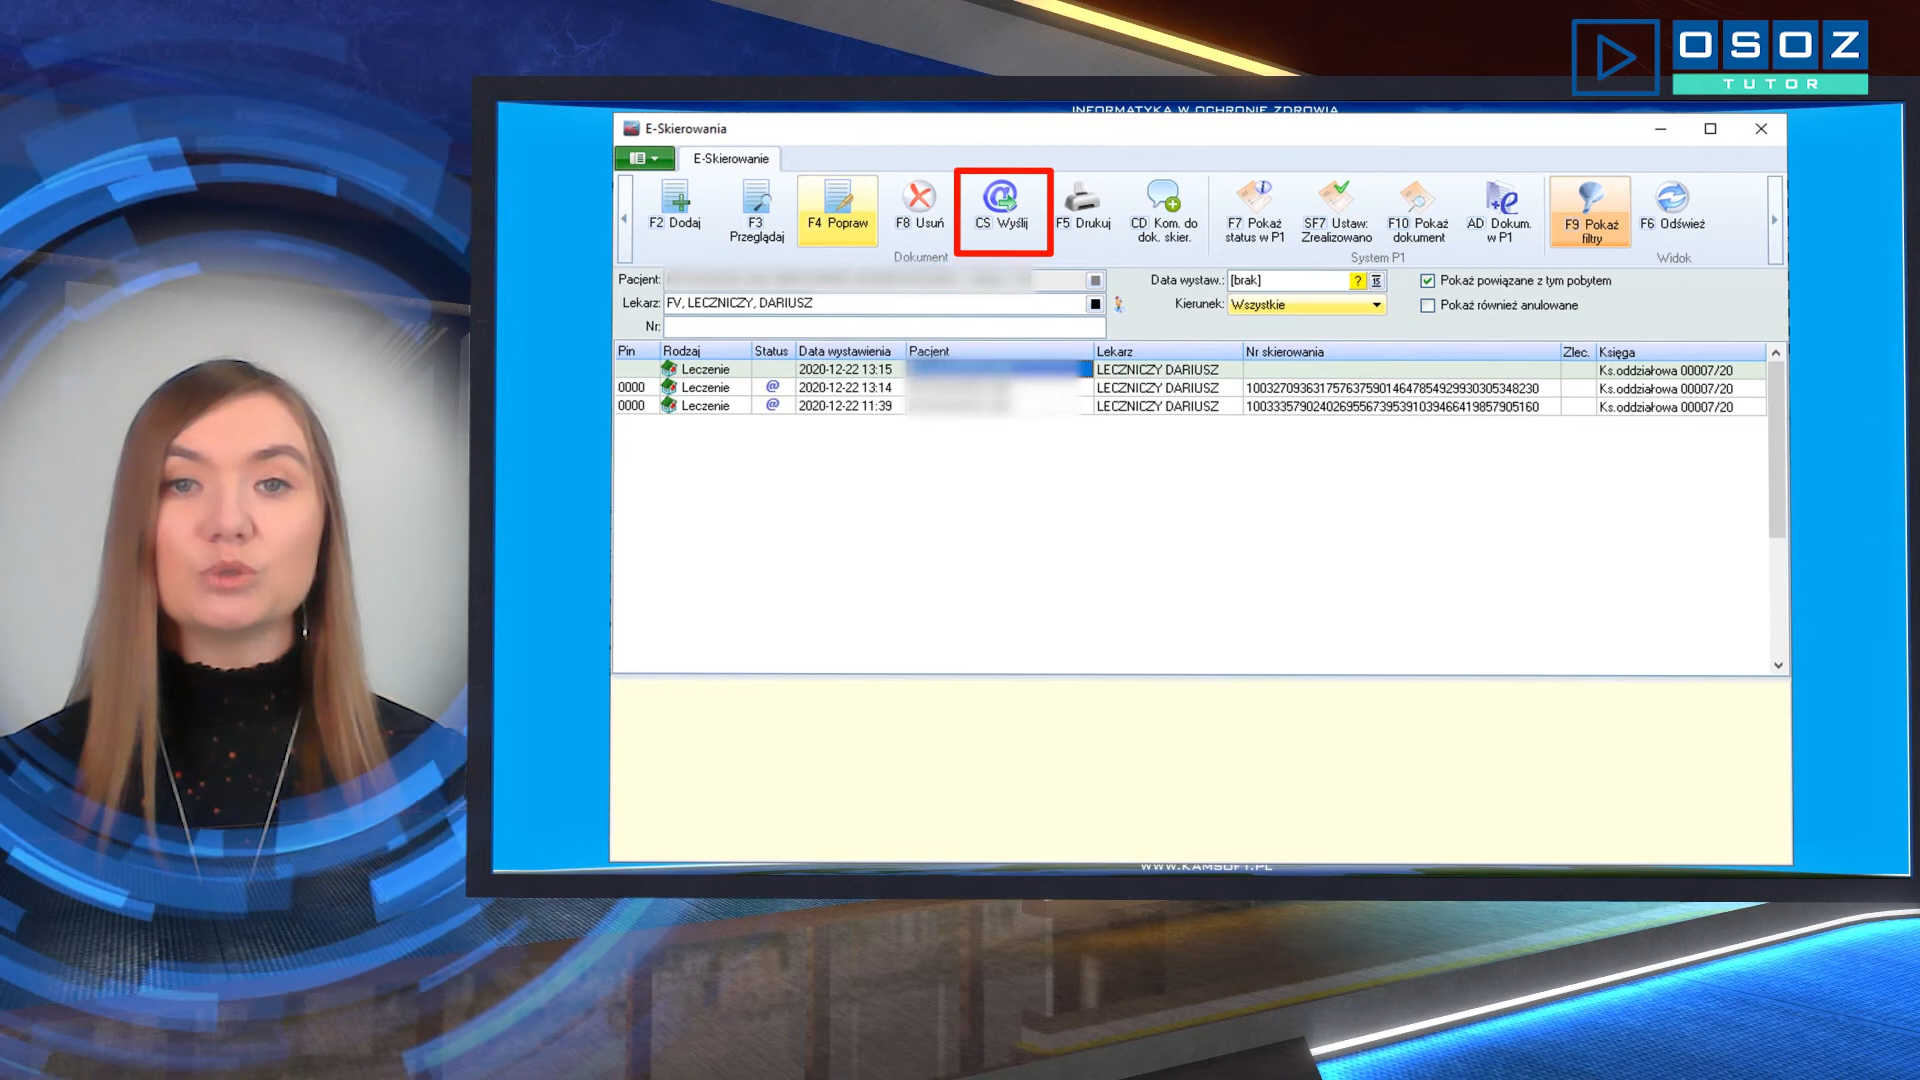 OSOZ
TUTOR
INFORMATYKA W OCHRONIE ZDROWIA
E-Skierowania
E-Skierowanie
F2 Dodaj
F3 Przeglądaj
F4 Popraw
F8 Usuń
CS Wyślij
F5 Drukuj
CD Kom. do dok. skier.
F7 Pokaż status w P1
SF7 Ustaw: Zrealizowano
F10 Pokaż dokument
AD Dokum. w P1
F9 Pokaż filtry
F6 Odśwież
Dokument
System P1
Widok
Pacjent:
Data wystaw.: [brak] ?
Pokaż powiązane z tym pobytem
Lekarz: FV, LECZNICZY, DARIUSZ
Kierunek: Wszystkie
Pokaż również anulowane
Nr:
Pin Rodzaj Status Data wystawienia Pacjent Lekarz Nr skierowania Zlec. Księga
Leczenie 2020-12-22 13:15 LECZNICZY DARIUSZ Ks.oddziałowa 00007/20
0000 Leczenie @ 2020-12-22 13:14 LECZNICZY DARIUSZ 10032709363175763759014647854929930305348230 Ks.oddziałowa 00007/20
0000 Leczenie @ 2020-12-22 11:39 LECZNICZY DARIUSZ 10033357902402695567395391039466419857905160 Ks.oddziałowa 00007/20
WWW.KAMSOFT.PL